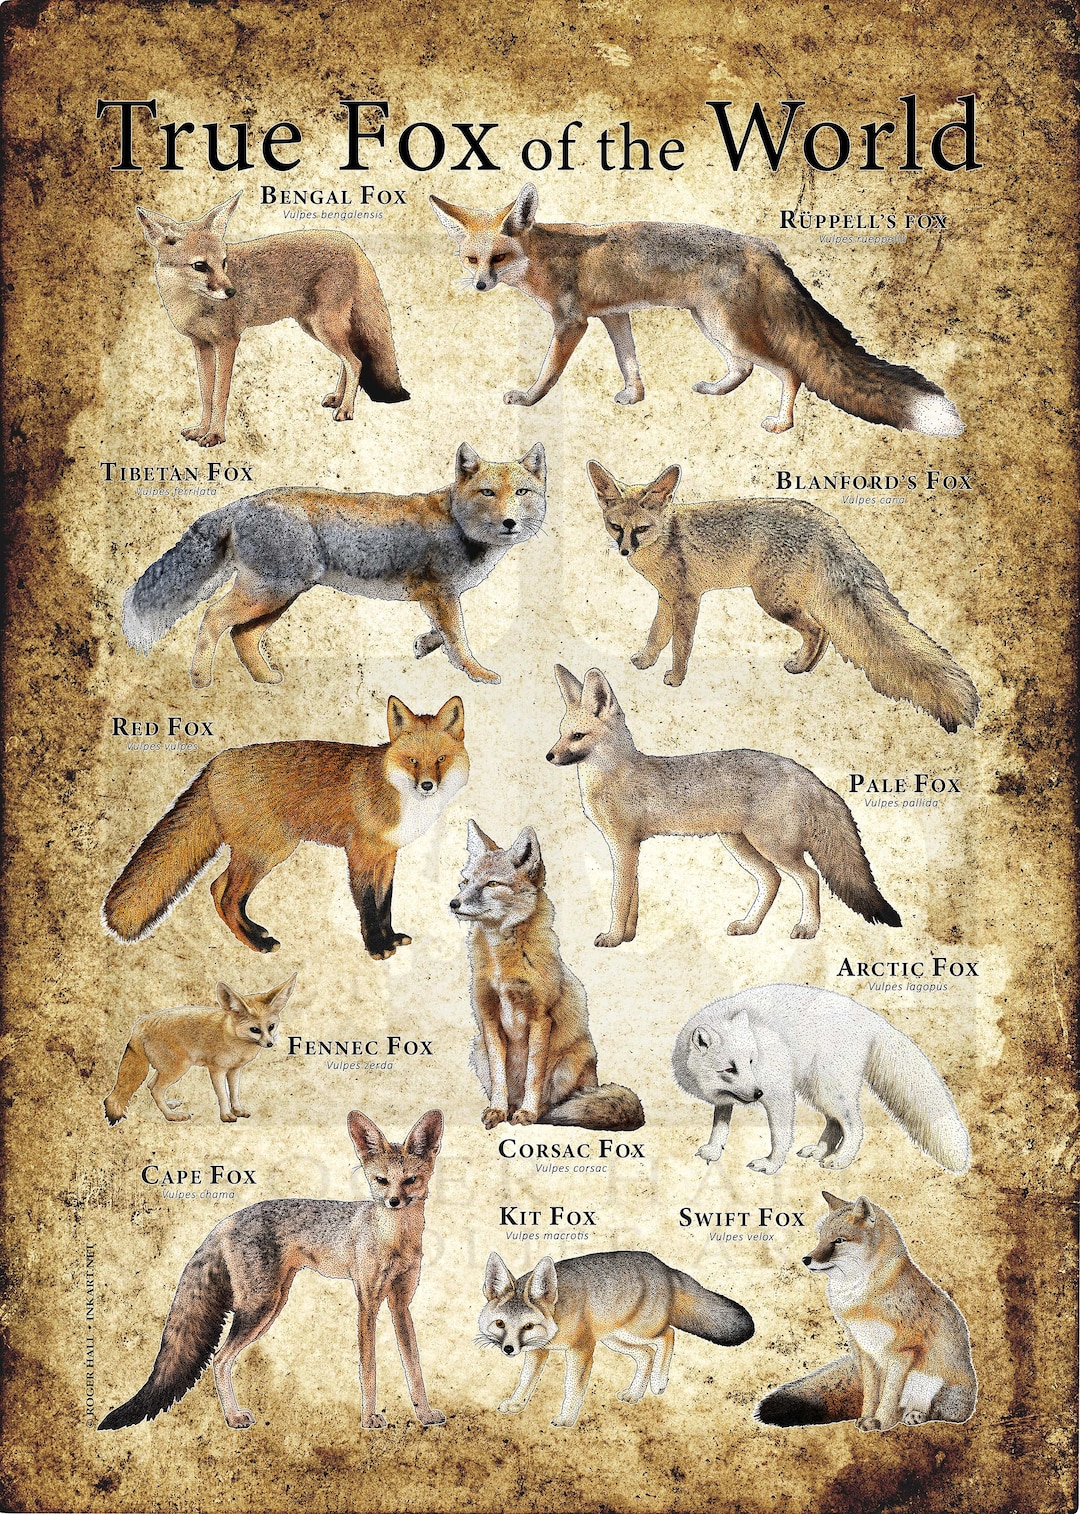 True Fox of the World
Bengal Fox
Vulpes bengalensis
Rüppell's fox
Vulpes rueppellii
Tibetan Fox
Vulpes ferrilata
Blanford's Fox
Vulpes cana
Red Fox
Vulpes vulpes
Pale Fox
Vulpes pallida
Arctic Fox
Vulpes lagopus
Fennec Fox
Vulpes zerda
Corsac Fox
Vulpes corsac
Cape Fox
Vulpes chama
Kit Fox
Vulpes macrotis
Swift Fox
Vulpes velox
©ROGER HALL - INKART.NET